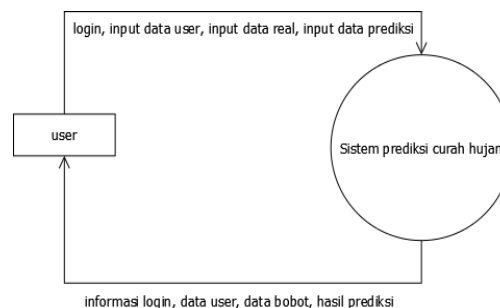 login, input data user, input data real, input data prediksi
user
Sistem prediksi curah hujan
informasi login, data user, data bobot, hasil prediksi